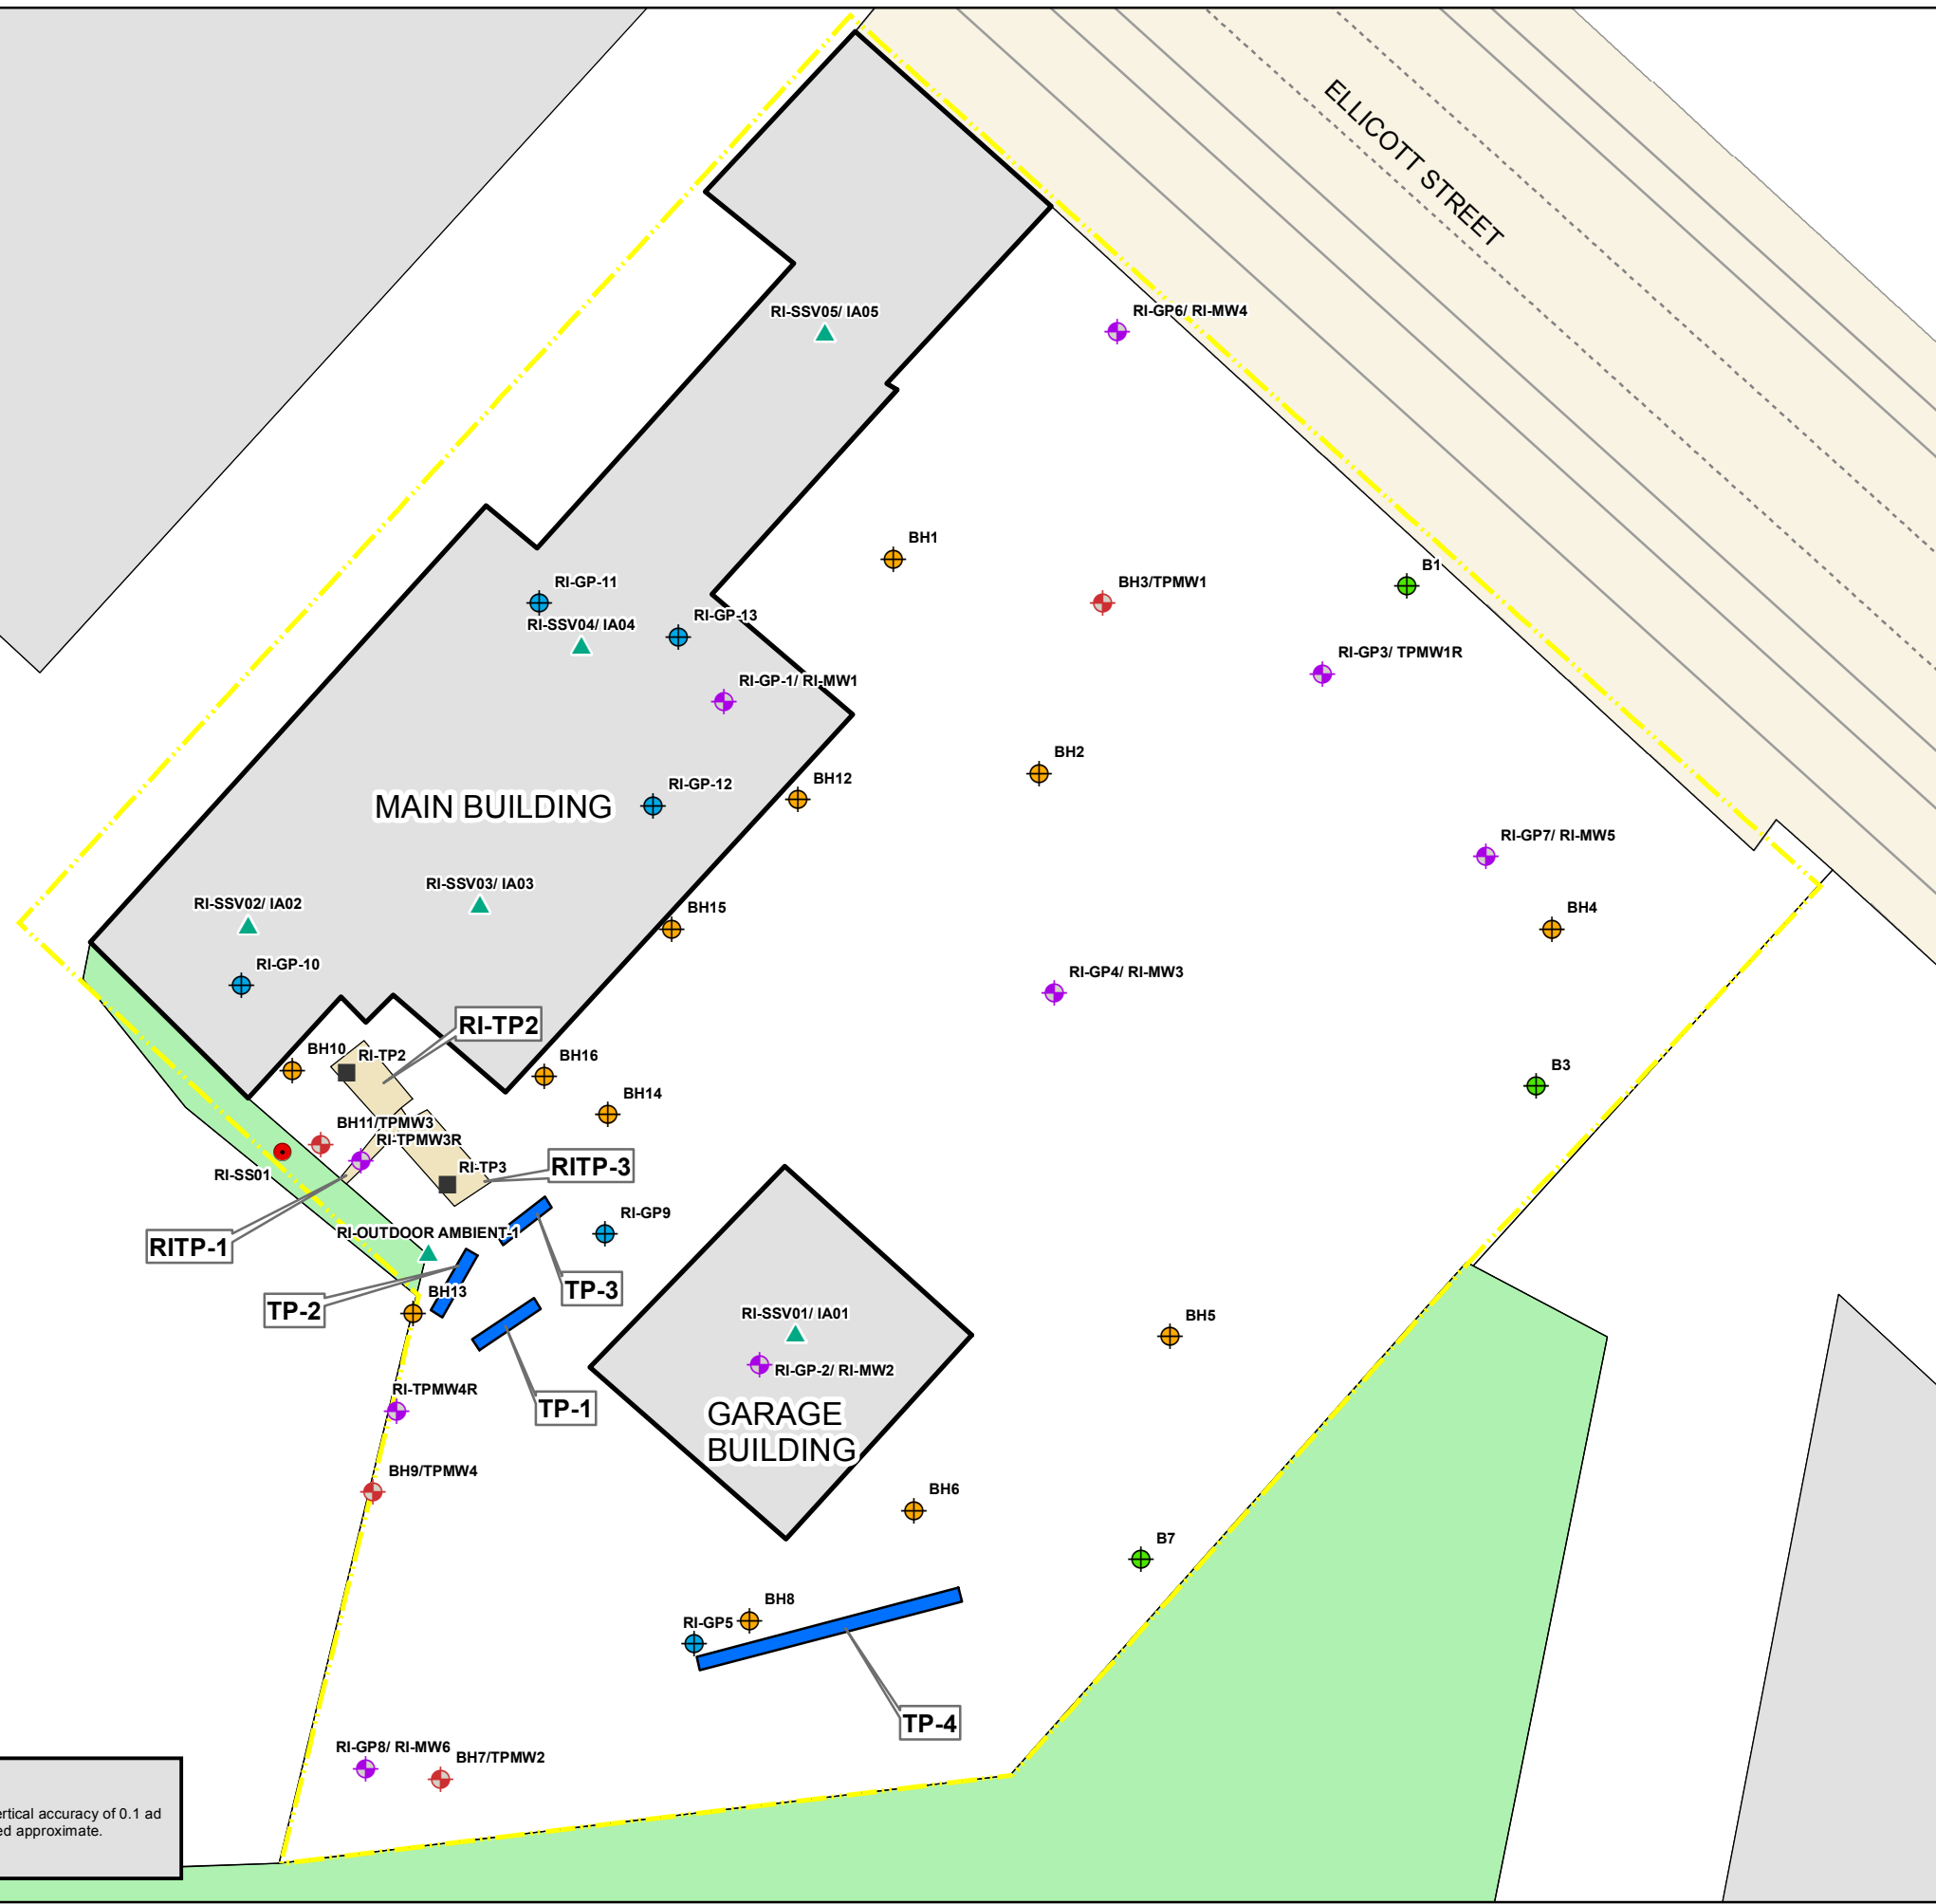 ELLICOTT STREET
RI-SSV05/ IA05
RI-GP6/ RI-MW4
BH1
B1
RI-GP-11
BH3/TPMW1
RI-GP-13
RI-SSV04/ IA04
RI-GP3/ TPMW1R
RI-GP-1/ RI-MW1
BH2
BH12
RI-GP-12
MAIN BUILDING
RI-GP7/ RI-MW5
RI-SSV03/ IA03
RI-SSV02/ IA02
BH15
BH4
RI-GP-10
RI-GP4/ RI-MW3
RI-TP2
BH10
RI-TP2
BH16
B3
BH14
BH11/TPMW3
RI-TPMW3R
RI-TP3
RITP-3
RI-SS01
RI-GP9
RI-OUTDOOR AMBIENT-1
RITP-1
TP-3
BH13
TP-2
RI-SSV01/ IA01
BH5
RI-GP-2/ RI-MW2
RI-TPMW4R
TP-1
GARAGE
BUILDING
BH9/TPMW4
BH6
B7
BH8
RI-GP5
TP-4
RI-GP8/ RI-MW6
BH7/TPMW2
ertical accuracy of 0.1 ad
ed approximate.